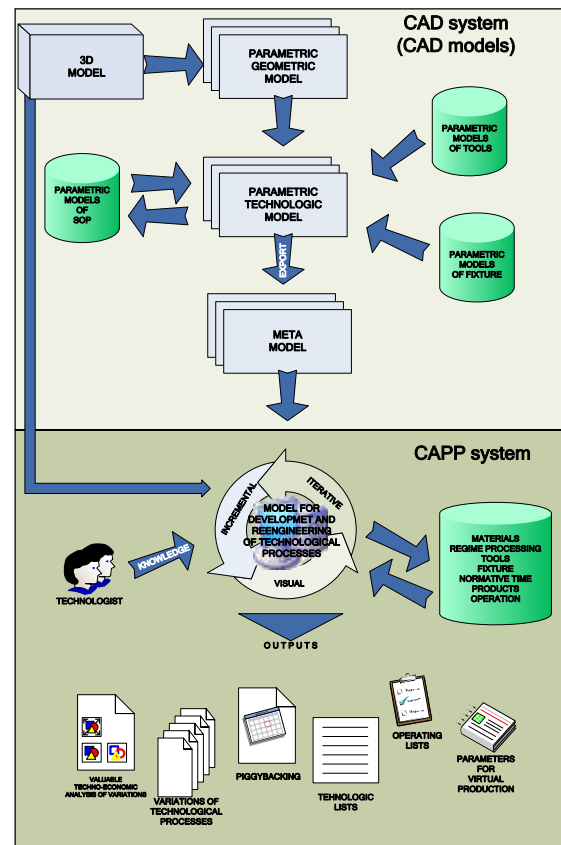 CAD system
(CAD models)
3D
MODEL
PARAMETRIC
GEOMETRIC
MODEL
PARAMETRIC
MODELS
OF TOOLS
PARAMETRIC
MODELS
OF
SOP
PARAMETRIC
TECHNOLOGIC
MODEL
PARAMETRIC
MODELS
OF FIXTURE
EXPORT
META
MODEL
CAPP system
INCREMENTAL
ITERATIVE
VISUAL
MODEL FOR
DEVELOPMET AND
REENGINEERING
OF TECHNOLOGICAL
PROCESSES
KNOWLEDGE
TECHNOLOGIST
MATERIALS
REGIME PROCESSING
TOOLS
FIXTURE
NORMATIVE TIME
PRODUCTS
OPERATION
OUTPUTS
VALUABLE
TECHNO-ECONOMIC
ANALYSIS OF VARIATIONS
VARIATIONS OF
TECHNOLOGICAL
PROCESSES
PIGGYBACKING
TEHNOLOGIC
LISTS
OPERATING
LISTS
PARAMETERS
FOR
VIRTUAL
PRODUCTION